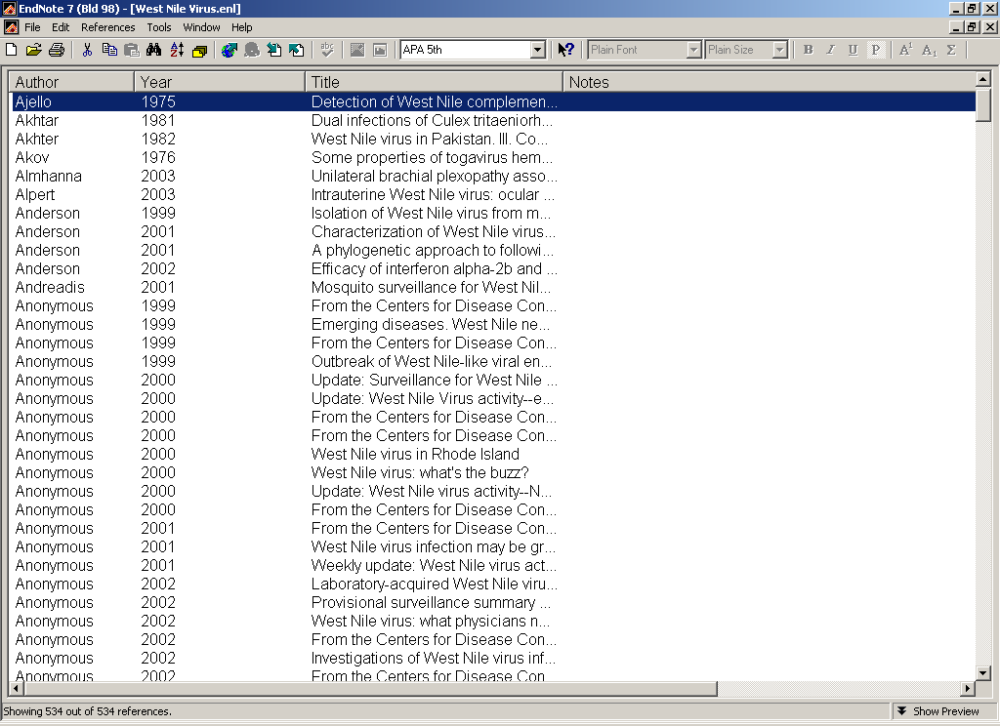 EndNote 7 (Bld 98) - [West Nile Virus.enl]
File Edit References Tools Window Help
abc APA 5th Plain Font Plain Size B I U P A¹ A₁ Σ
Author Year Title Notes
Ajello 1975 Detection of West Nile complemen...
Akhtar 1981 Dual infections of Culex tritaeniorh...
Akhter 1982 West Nile virus in Pakistan. III. Co...
Akov 1976 Some properties of togavirus hem...
Almhanna 2003 Unilateral brachial plexopathy asso...
Alpert 2003 Intrauterine West Nile virus: ocular ...
Anderson 1999 Isolation of West Nile virus from m...
Anderson 2001 Characterization of West Nile virus...
Anderson 2001 A phylogenetic approach to followi...
Anderson 2002 Efficacy of interferon alpha-2b and ...
Andreadis 2001 Mosquito surveillance for West Nil...
Anonymous 1999 From the Centers for Disease Con...
Anonymous 1999 Emerging diseases. West Nile ne...
Anonymous 1999 From the Centers for Disease Con...
Anonymous 1999 Outbreak of West Nile-like viral en...
Anonymous 2000 Update: Surveillance for West Nile ...
Anonymous 2000 Update: West Nile Virus activity--e...
Anonymous 2000 From the Centers for Disease Con...
Anonymous 2000 From the Centers for Disease Con...
Anonymous 2000 West Nile virus in Rhode Island
Anonymous 2000 West Nile virus: what's the buzz?
Anonymous 2000 Update: West Nile virus activity--N...
Anonymous 2000 From the Centers for Disease Con...
Anonymous 2001 From the Centers for Disease Con...
Anonymous 2001 West Nile virus infection may be gr...
Anonymous 2001 Weekly update: West Nile virus act...
Anonymous 2002 Laboratory-acquired West Nile viru...
Anonymous 2002 Provisional surveillance summary ...
Anonymous 2002 West Nile virus: what physicians n...
Anonymous 2002 From the Centers for Disease Con...
Anonymous 2002 Investigations of West Nile virus inf...
Anonymous 2002 From the Centers for Disease Con
Showing 534 out of 534 references. Show Preview